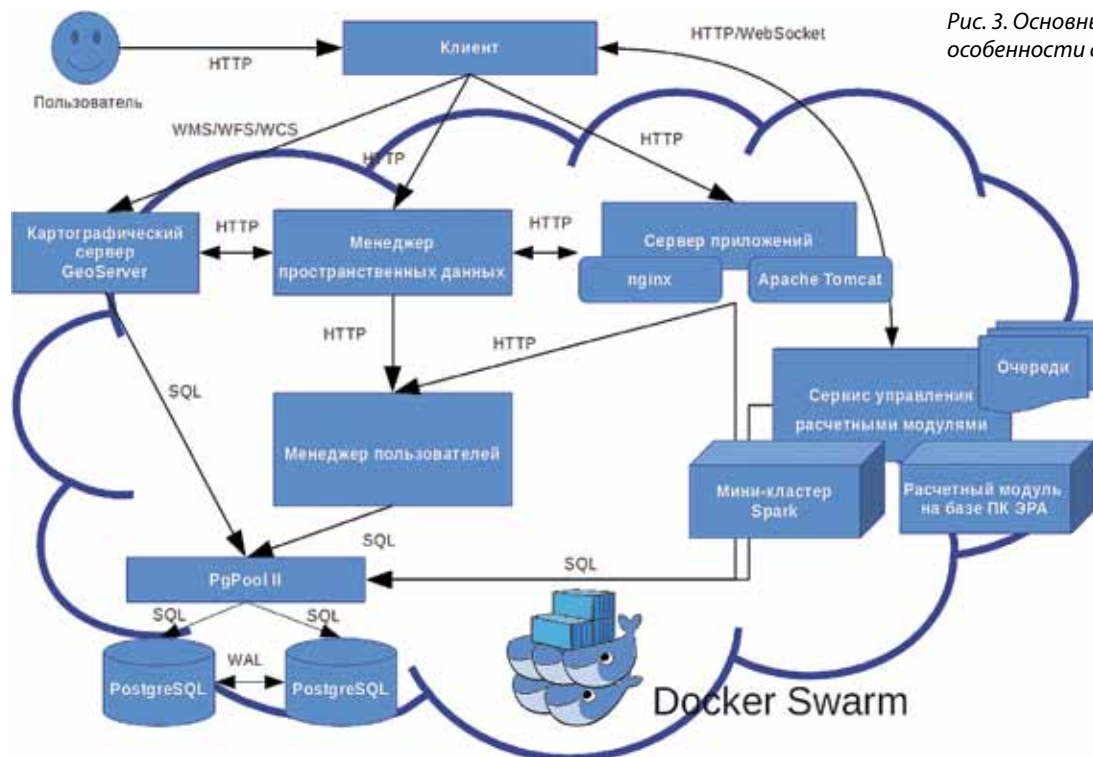 Рис. 3. Основны
особенности
HTTP/WebSocket
Клиент
HTTP
Пользователь
WMS/WFS/WCS
HTTP
HTTP
Картографический
сервер
GeoServer
HTTP
Менеджер
пространственных данных
HTTP
Сервер приложений
nginx
Apache Tomcat
HTTP
HTTP
Очереди
SQL
Сервис управления
расчетными модулями
Менеджер пользователей
Мини-кластер
Spark
Расчетный модуль
на базе ПК ЭРА
SQL
SQL
PgPool II
SQL
SQL
WAL
PostgreSQL
PostgreSQL
Docker Swarm